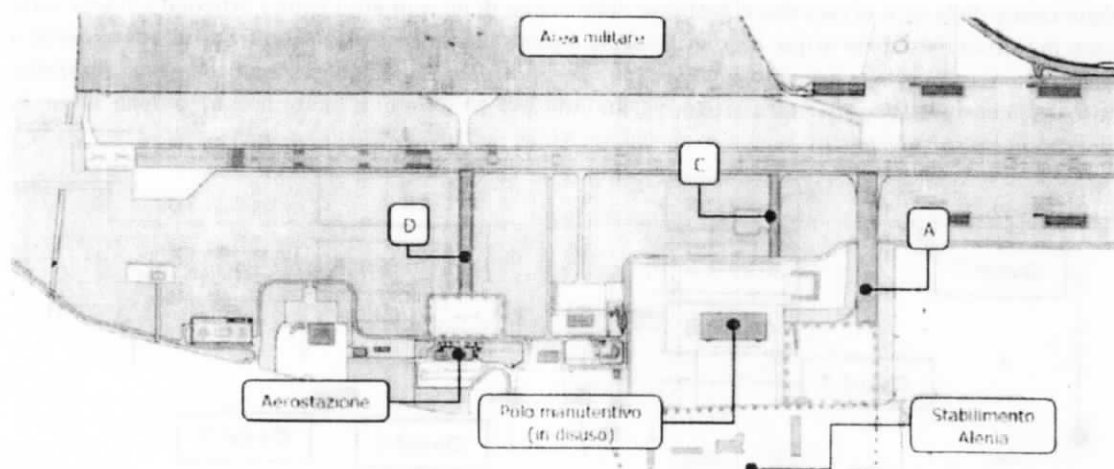 Area militare
C
D
A
Aerostazione
Polo manutentivo
(in disuso)
Stabilimento
Alenia